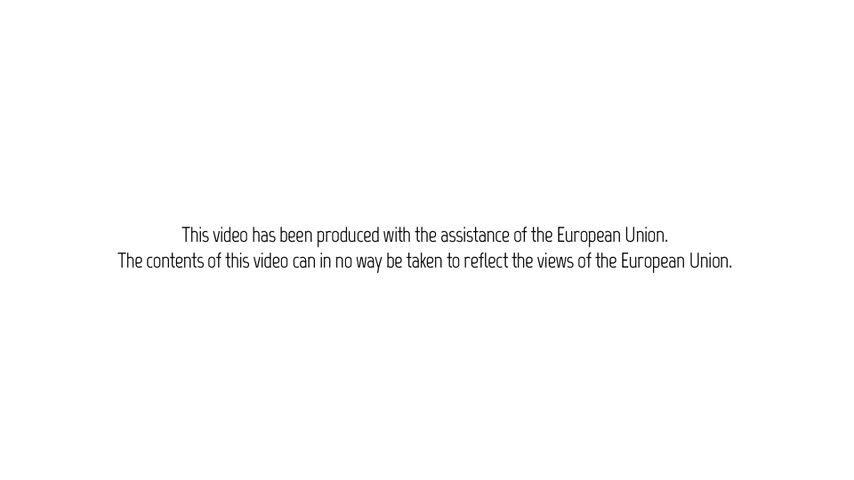 This video has been produced with the assistance of the European Union.
The contents of this video can in no way be taken to reflect the views of the European Union.